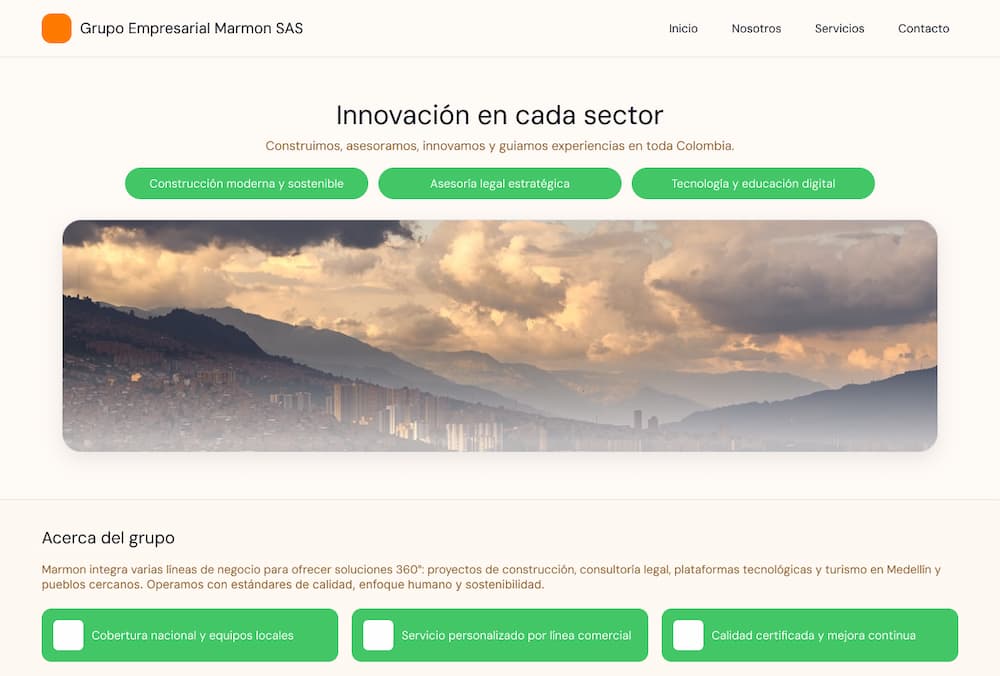 Grupo Empresarial Marmon SAS
Inicio
Nosotros
Servicios
Contacto
Innovación en cada sector
Construimos, asesoramos, innovamos y guiamos experiencias en toda Colombia.
Construcción moderna y sostenible
Asesoría legal estratégica
Tecnología y educación digital
Acerca del grupo
Marmon integra varias líneas de negocio para ofrecer soluciones 360°: proyectos de construcción, consultoría legal, plataformas tecnológicas y turismo en Medellín y
pueblos cercanos. Operamos con estándares de calidad, enfoque humano y sostenibilidad.
Cobertura nacional y equipos locales
Servicio personalizado por línea comercial
Calidad certificada y mejora continua